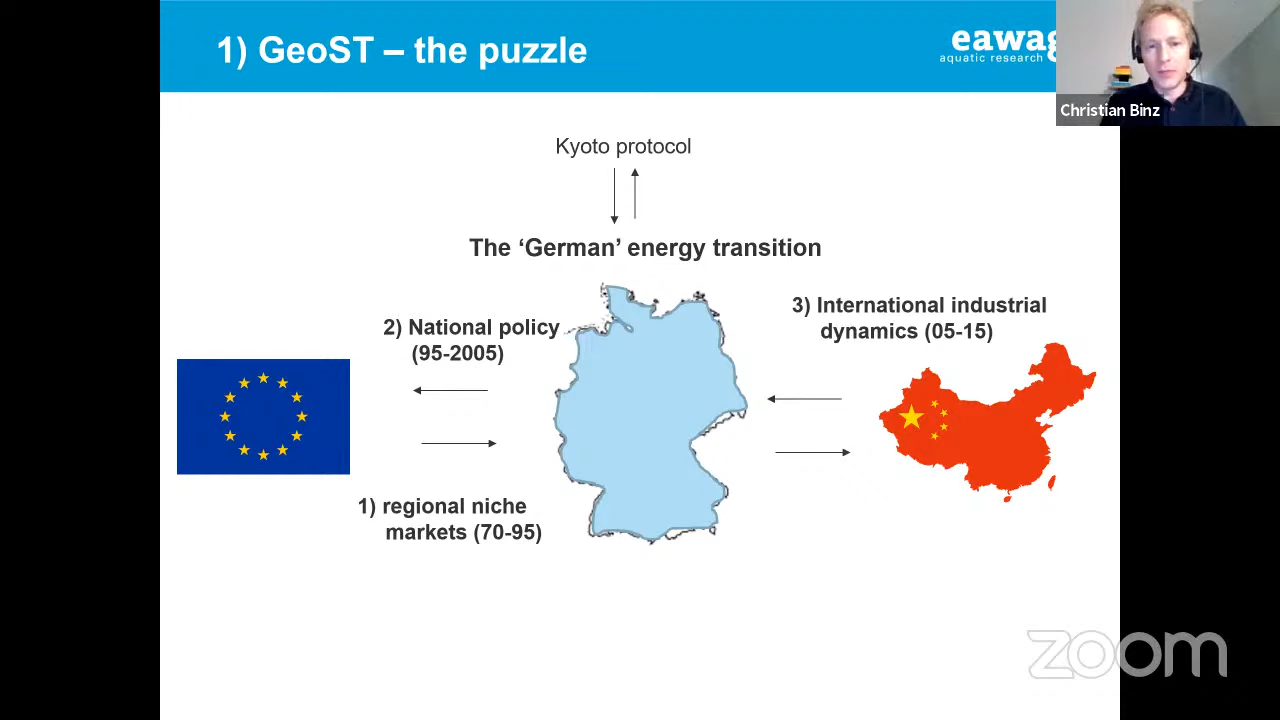 1) GeoST – the puzzle
eawag
aquatic research
Christian Binz
Kyoto protocol
The ‘German’ energy transition
2) National policy
(95-2005)
3) International industrial
dynamics (05-15)
1) regional niche
markets (70-95)
zoom